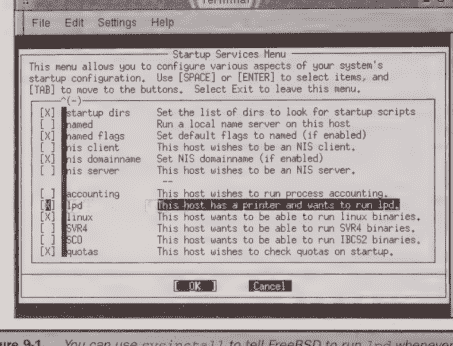 Terminal
File Edit Settings Help
Startup Services Menu
This menu allows you to configure various aspects of your system's
startup configuration. Use [SPACE] or [ENTER] to select items, and
[TAB] to move to the buttons. Select Exit to leave this menu.
^(-)
[X] startup dirs Set the list of dirs to look for startup scripts
[ ] named Run a local name server on this host
[X] named flags Set default flags to named (if enabled)
[ ] nis client This host wishes to be an NIS client.
[X] nis domainname Set NIS domainname (if enabled)
[ ] nis server This host wishes to be an NIS server.
--
[ ] accounting This host wishes to run process accounting.
[X] lpd This host has a printer and wants to run lpd.
[X] linux This host wants to be able to run linux binaries.
[ ] SVR4 This host wants to be able to run SVR4 binaries.
[ ] SCO This host wants to be able to run IBCS2 binaries.
[X] quotas This host wishes to check quotas on startup.
[ OK ] Cancel
9-1 You can use sysinstall to tell FreeBSD to run lpd whenever